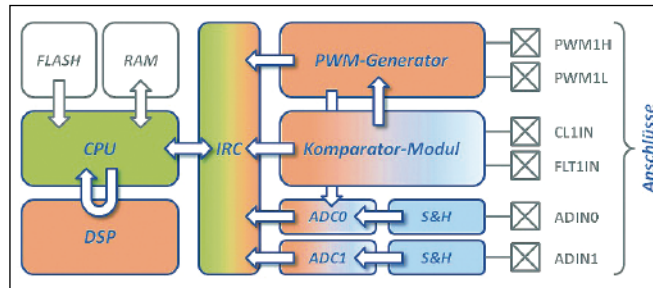 FLASH
RAM
CPU
DSP
IRC
PWM-Generator
Komparator-Modul
ADC0
S&H
ADC1
S&H
PWM1H
PWM1L
CL1IN
FLT1IN
ADIN0
ADIN1
Anschlüsse